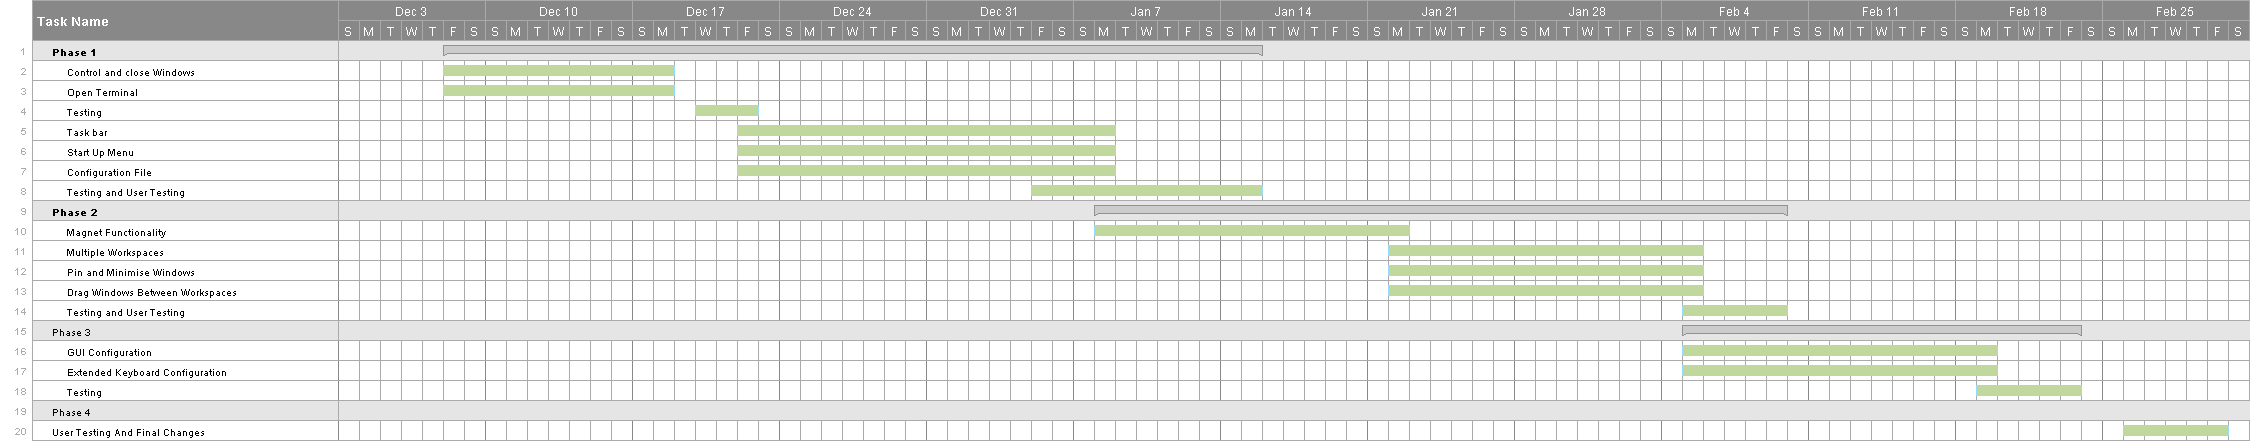 Task Name Dec 3 Dec 10 Dec 17 Dec 24 Dec 31 Jan 7 Jan 14 Jan 21 Jan 28 Feb 4 Feb 11 Feb 18 Feb 25
S M T W T F S S M T W T F S S M T W T F S S M T W T F S S M T W T F S S M T W T F S S M T W T F S S M T W T F S S M T W T F S S M T W T F S S M T W T F S S M T W T F S S M T W T F S
1 Phase 1
2 Control and close Windows
3 Open Terminal
4 Testing
5 Task bar
6 Start Up Menu
7 Configuration File
8 Testing and User Testing
9 Phase 2
10 Magnet Functionality
11 Multiple Workspaces
12 Pin and Minimise Windows
13 Drag Windows Between Workspaces
14 Testing and User Testing
15 Phase 3
16 GUI Configuration
17 Extended Keyboard Configuration
18 Testing
19 Phase 4
20 User Testing And Final Changes